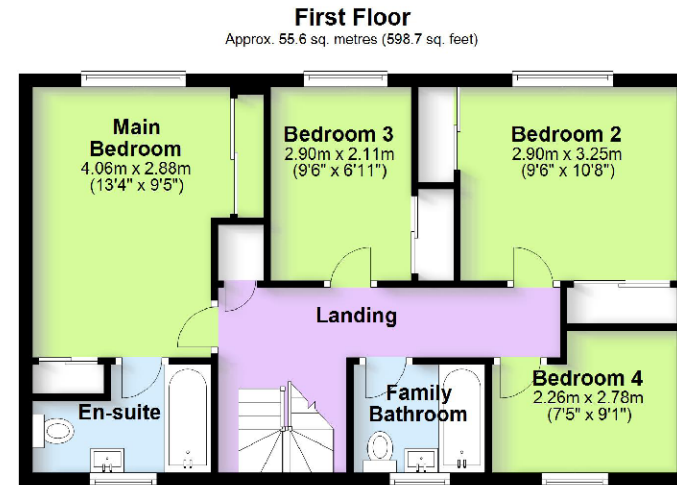 First Floor
Approx. 55.6 sq. metres (598.7 sq. feet)
Main
Bedroom
4.06m x 2.88m
(13'4" x 9'5")
Bedroom 3
2.90m x 2.11m
(9'6" x 6'11")
Bedroom 2
2.90m x 3.25m
(9'6" x 10'8")
Landing
En-suite
Family
Bathroom
Bedroom 4
2.26m x 2.78m
(7'5" x 9'1")